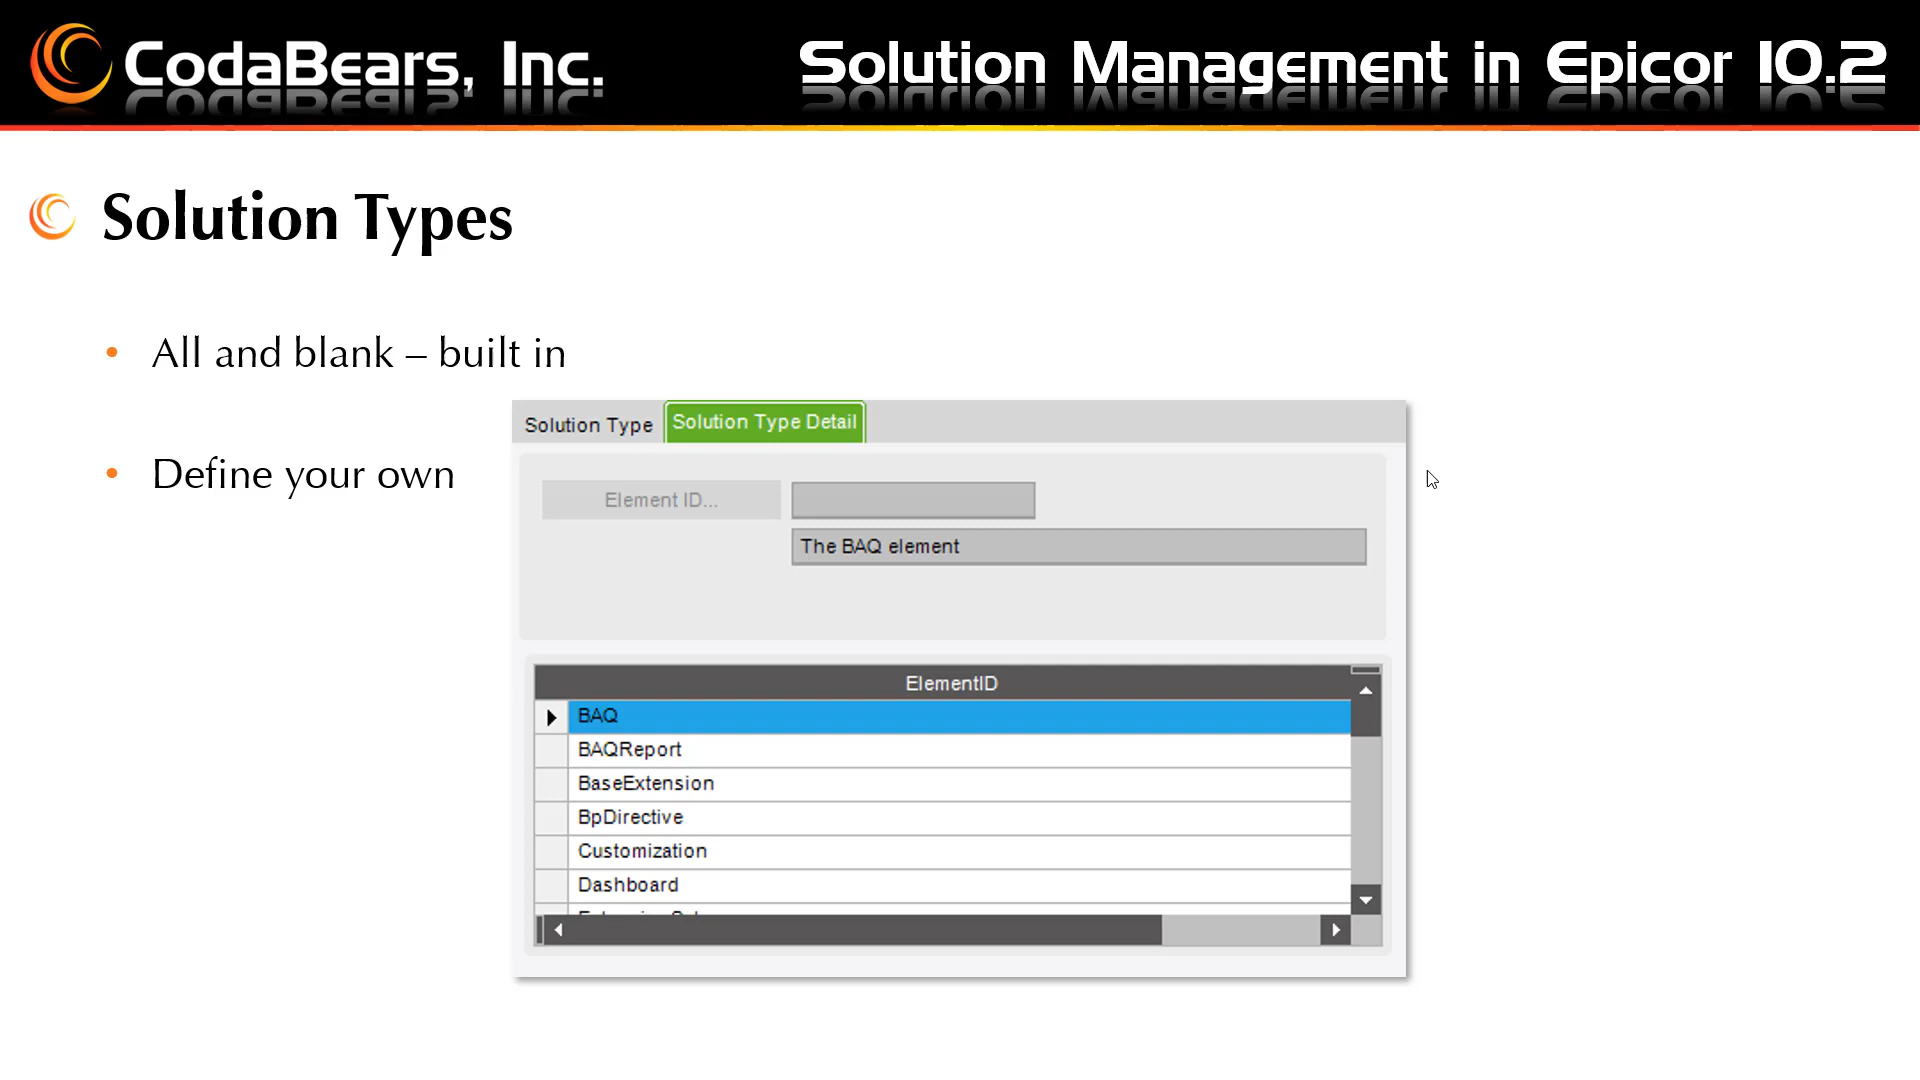 CodaBears, Inc.
Solution Management in Epicor 10.2
Solution Types
• All and blank – built in
• Define your own
Solution Type
Solution Type Detail
Element ID...
The BAQ element
ElementID
BAQ
BAQReport
BaseExtension
BpDirective
Customization
Dashboard